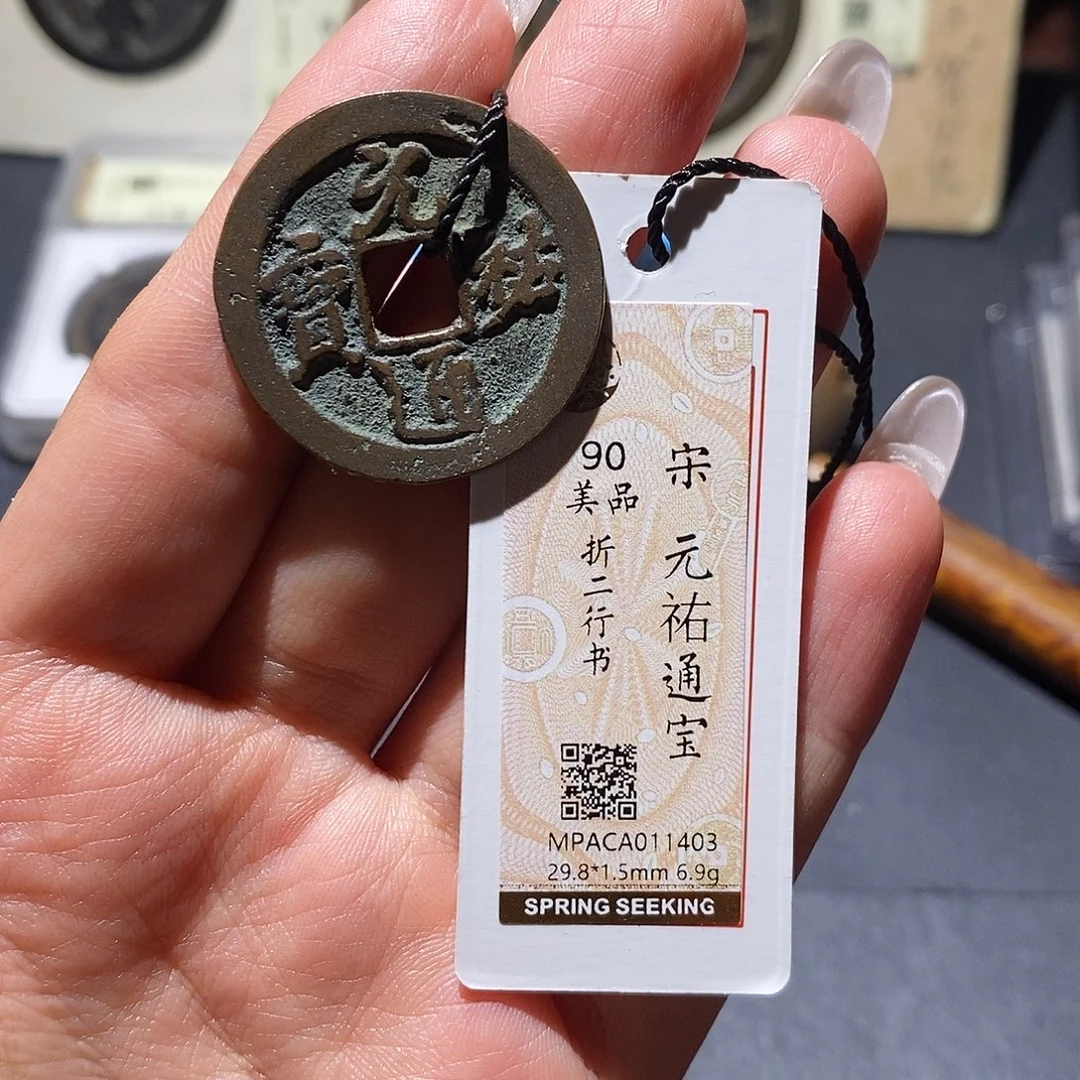 元祐通寳
宋 元祐通宝
90
美品
折二行书
MPACA011403
29.8*1.5mm 6.9g
SPRING SEEKING